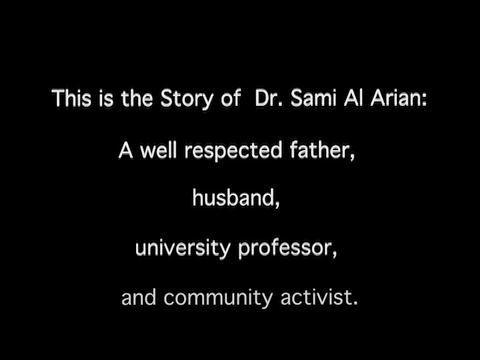 This is the Story of  Dr. Sami Al Arian:
A well respected father,
husband,
university professor,
and community activist.